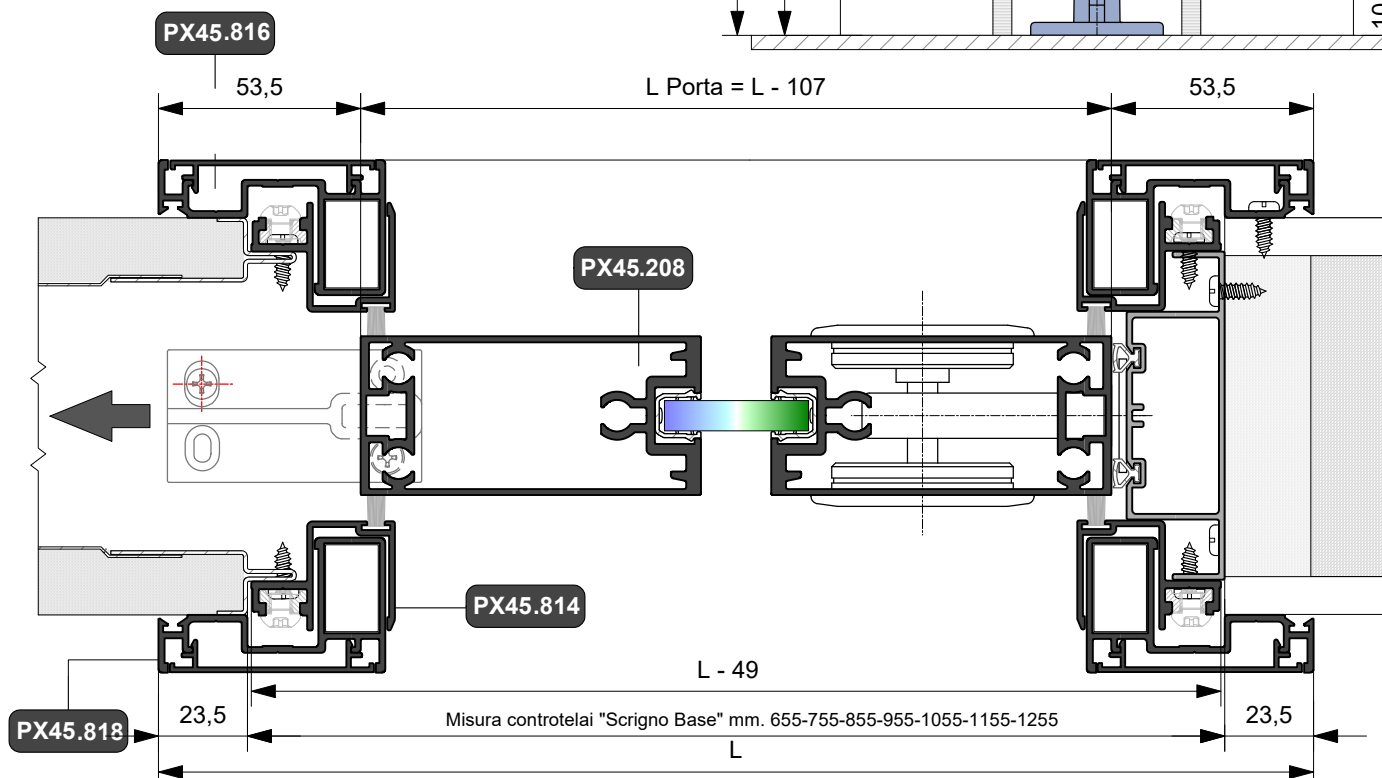 PX45.816
10
53,5
L Porta = L - 107
53,5
PX45.208
PX45.814
L - 49
PX45.818
23,5
Misura controtelai "Scrigno Base" mm. 655-755-855-955-1055-1155-1255
23,5
L